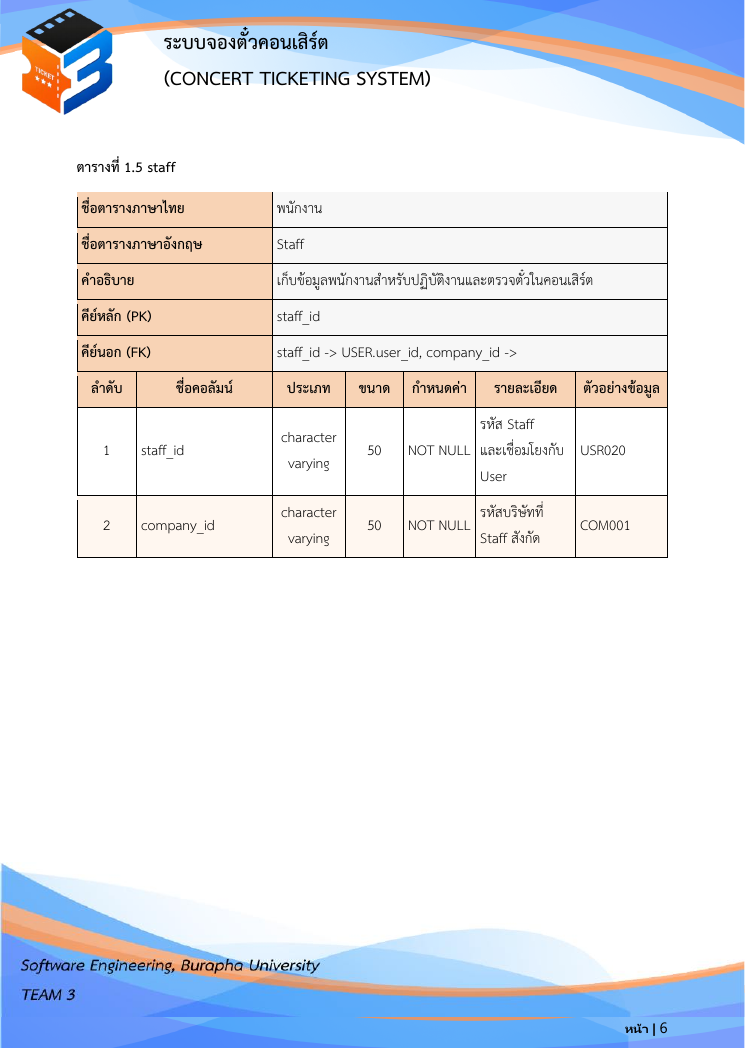 ระบบจองตั๋วคอนเสิร์ต
(CONCERT TICKETING SYSTEM)
TICKET
ตารางที่ 1.5 staff
ชื่อตารางภาษาไทย พนักงาน
ชื่อตารางภาษาอังกฤษ Staff
คำอธิบาย เก็บข้อมูลพนักงานสำหรับปฏิบัติงานและตรวจตั๋วในคอนเสิร์ต
คีย์หลัก (PK) staff_id
คีย์นอก (FK) staff_id -> USER.user_id, company_id ->
ลำดับ ชื่อคอลัมน์ ประเภท ขนาด กำหนดค่า รายละเอียด ตัวอย่างข้อมูล
1 staff_id character varying 50 NOT NULL รหัส Staff และเชื่อมโยงกับ User USR020
2 company_id character varying 50 NOT NULL รหัสบริษัทที่ Staff สังกัด COM001
Software Engineering, Burapha University
TEAM 3
หน้า | 6